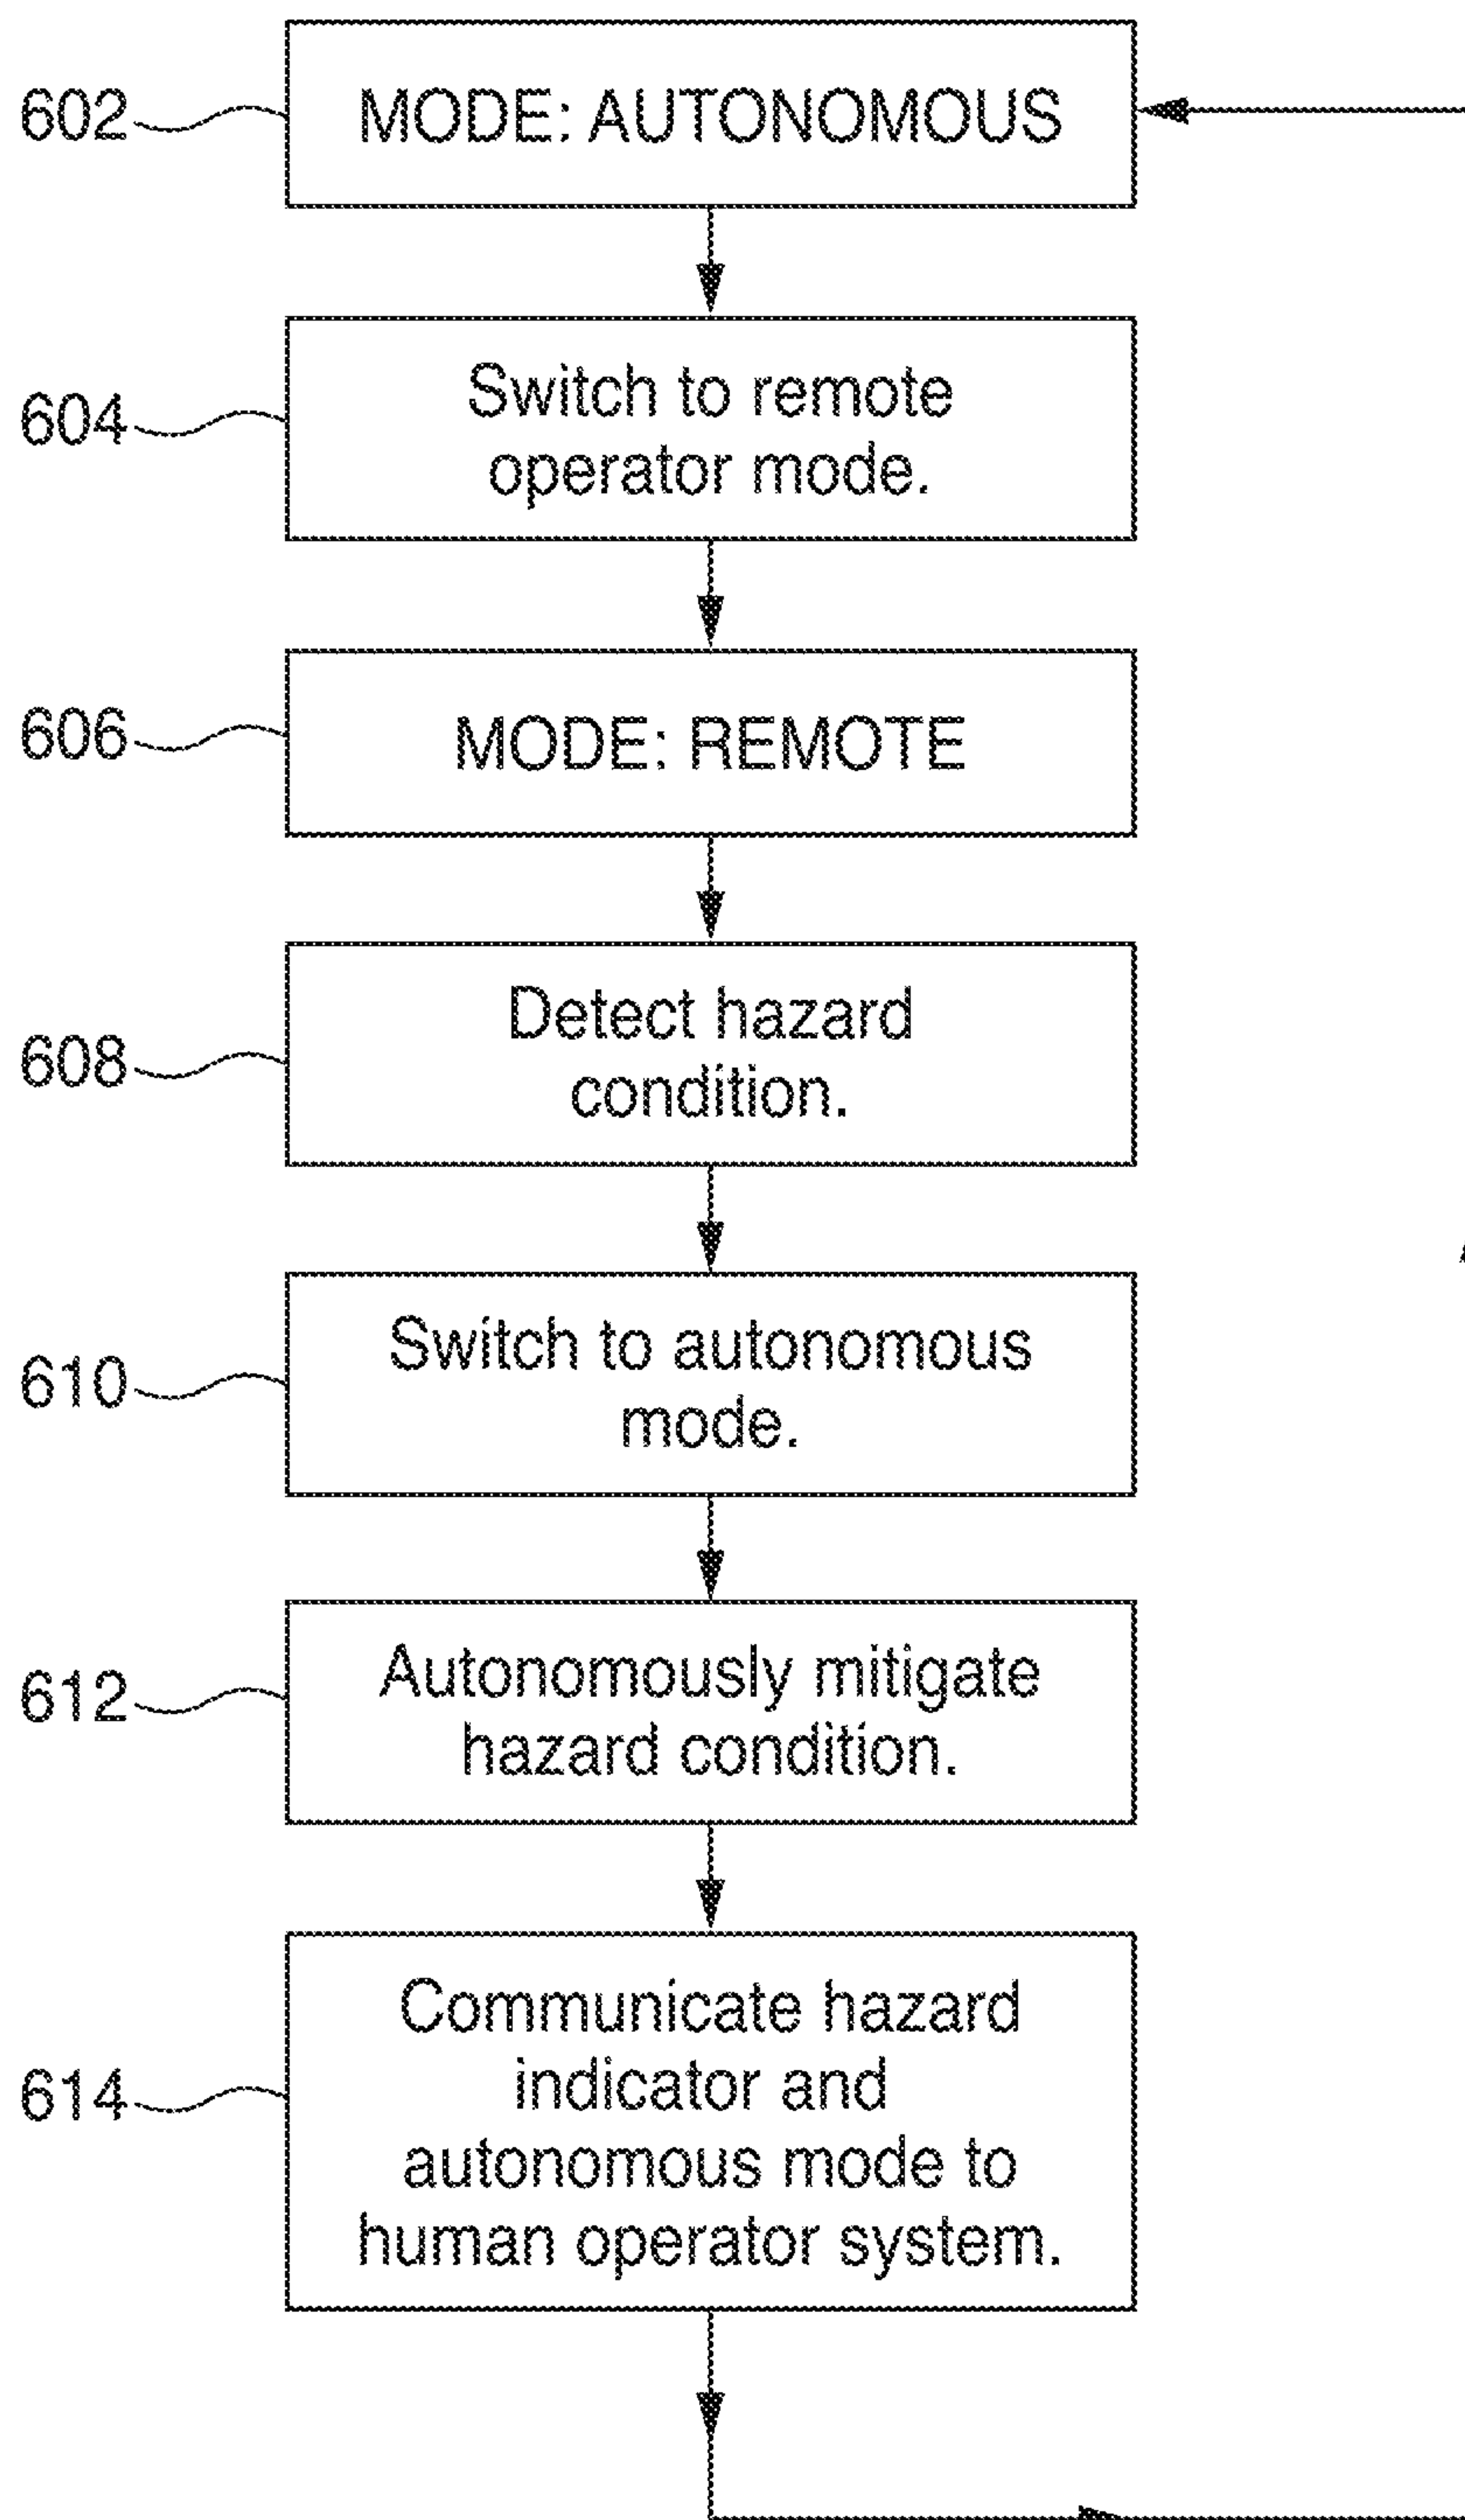 602
MODE: AUTONOMOUS
604
Switch to remote
operator mode.
606
MODE: REMOTE
608
Detect hazard
condition.
610
Switch to autonomous
mode.
612
Autonomously mitigate
hazard condition.
614
Communicate hazard
indicator and
autonomous mode to
human operator system.